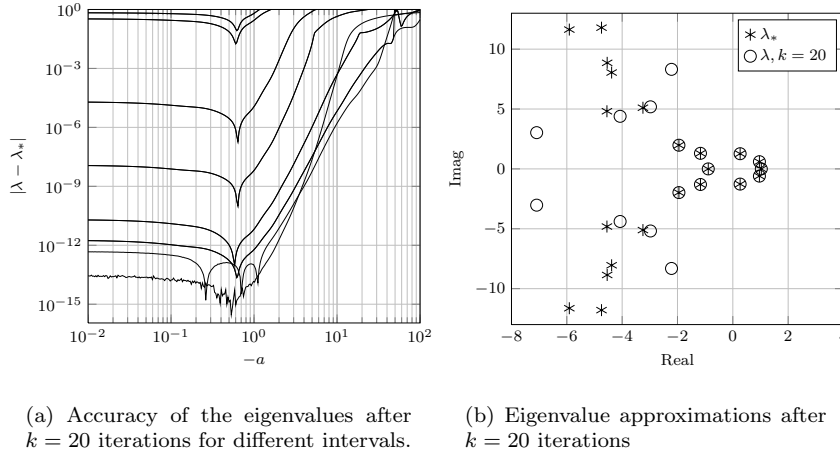 10^0
10^−3
10^−6
10^−9
10^−12
10^−15
|λ − λ_*|
10^−2 10^−1 10^0 10^1 10^2
−a
10
5
0
−5
−10
Imag
−8 −6 −4 −2 0 2
Real
λ_*
λ, k = 20
(a) Accuracy of the eigenvalues after
k = 20 iterations for different intervals.
(b) Eigenvalue approximations after
k = 20 iterations